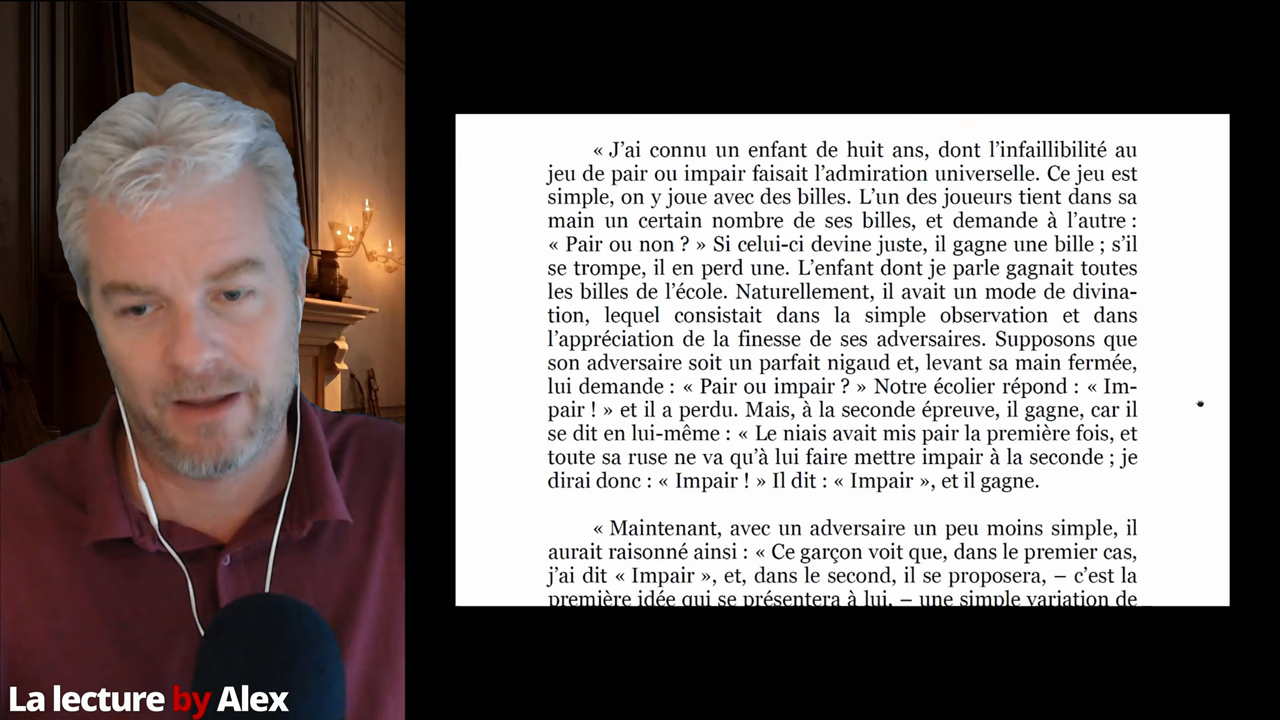 « J’ai connu un enfant de huit ans, dont l’infaillibilité au
jeu de pair ou impair faisait l’admiration universelle. Ce jeu est
simple, on y joue avec des billes. L’un des joueurs tient dans sa
main un certain nombre de ses billes, et demande à l’autre :
« Pair ou non ? » Si celui-ci devine juste, il gagne une bille ; s’il
se trompe, il en perd une. L’enfant dont je parle gagnait toutes
les billes de l’école. Naturellement, il avait un mode de divina-
tion, lequel consistait dans la simple observation et dans
l’appréciation de la finesse de ses adversaires. Supposons que
son adversaire soit un parfait nigaud et, levant sa main fermée,
lui demande : « Pair ou impair ? » Notre écolier répond : « Im-
pair ! » et il a perdu. Mais, à la seconde épreuve, il gagne, car il
se dit en lui-même : « Le niais avait mis pair la première fois, et
toute sa ruse ne va qu’à lui faire mettre impair à la seconde ; je
dirai donc : « Impair ! » Il dit : « Impair », et il gagne.
« Maintenant, avec un adversaire un peu moins simple, il
aurait raisonné ainsi : « Ce garçon voit que, dans le premier cas,
j’ai dit « Impair », et, dans le second, il se proposera, – c’est la
première idée qui se présentera à lui, – une simple variation de
La lecture by Alex